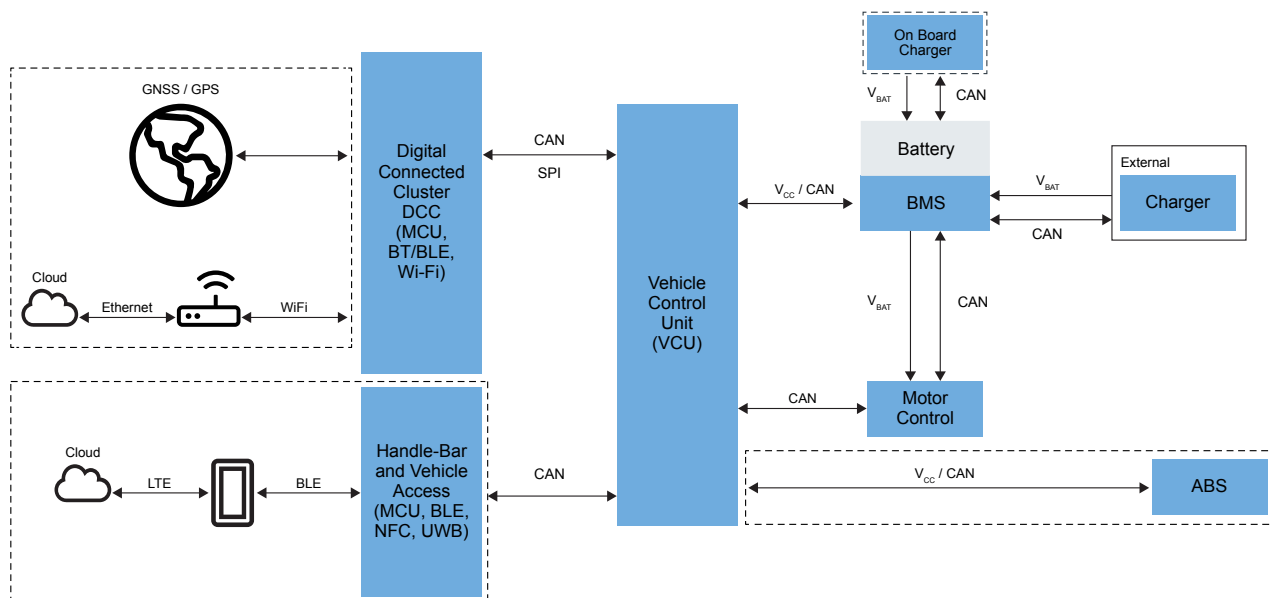 GNSS / GPS
Cloud
Ethernet
WiFi
Digital
Connected
Cluster
DCC
(MCU,
BT/BLE,
Wi-Fi)
Cloud
LTE
BLE
Handle-Bar
and Vehicle
Access
(MCU, BLE,
NFC, UWB)
CAN
SPI
CAN
Vehicle
Control
Unit
(VCU)
On Board
Charger
VBAT
CAN
Battery
BMS
VCC / CAN
External
Charger
VBAT
CAN
VBAT
CAN
Motor
Control
CAN
VCC / CAN
ABS